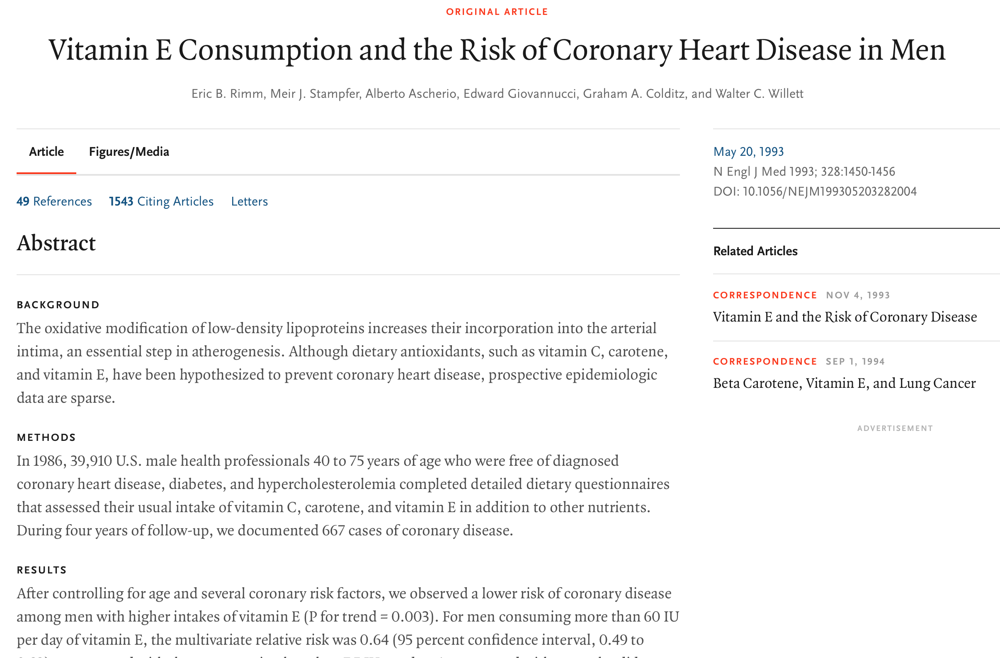 ORIGINAL ARTICLE
Vitamin E Consumption and the Risk of Coronary Heart Disease in Men
Eric B. Rimm, Meir J. Stampfer, Alberto Ascherio, Edward Giovannucci, Graham A. Colditz, and Walter C. Willett
Article Figures/Media
49 References 1543 Citing Articles Letters
Abstract
BACKGROUND
The oxidative modification of low-density lipoproteins increases their incorporation into the arterial
intima, an essential step in atherogenesis. Although dietary antioxidants, such as vitamin C, carotene,
and vitamin E, have been hypothesized to prevent coronary heart disease, prospective epidemiologic
data are sparse.
METHODS
In 1986, 39,910 U.S. male health professionals 40 to 75 years of age who were free of diagnosed
coronary heart disease, diabetes, and hypercholesterolemia completed detailed dietary questionnaires
that assessed their usual intake of vitamin C, carotene, and vitamin E in addition to other nutrients.
During four years of follow-up, we documented 667 cases of coronary disease.
RESULTS
After controlling for age and several coronary risk factors, we observed a lower risk of coronary disease
among men with higher intakes of vitamin E (P for trend = 0.003). For men consuming more than 60 IU
per day of vitamin E, the multivariate relative risk was 0.64 (95 percent confidence interval, 0.49 to
May 20, 1993
N Engl J Med 1993; 328:1450-1456
DOI: 10.1056/NEJM199305203282004
Related Articles
CORRESPONDENCE NOV 4, 1993
Vitamin E and the Risk of Coronary Disease
CORRESPONDENCE SEP 1, 1994
Beta Carotene, Vitamin E, and Lung Cancer
ADVERTISEMENT